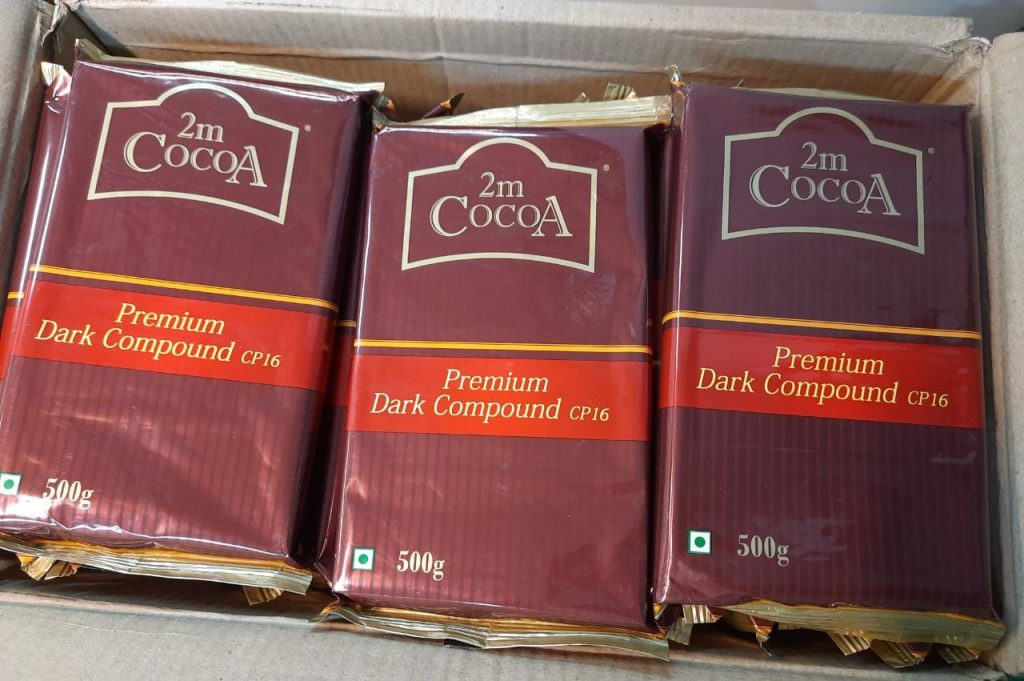 2m
COCOA
®
Premium
Dark Compound CP16
500g
2m
COCOA
®
Premium
Dark Compound CP16
500g
2m
COCOA
®
Premium
Dark Compound CP16
500g